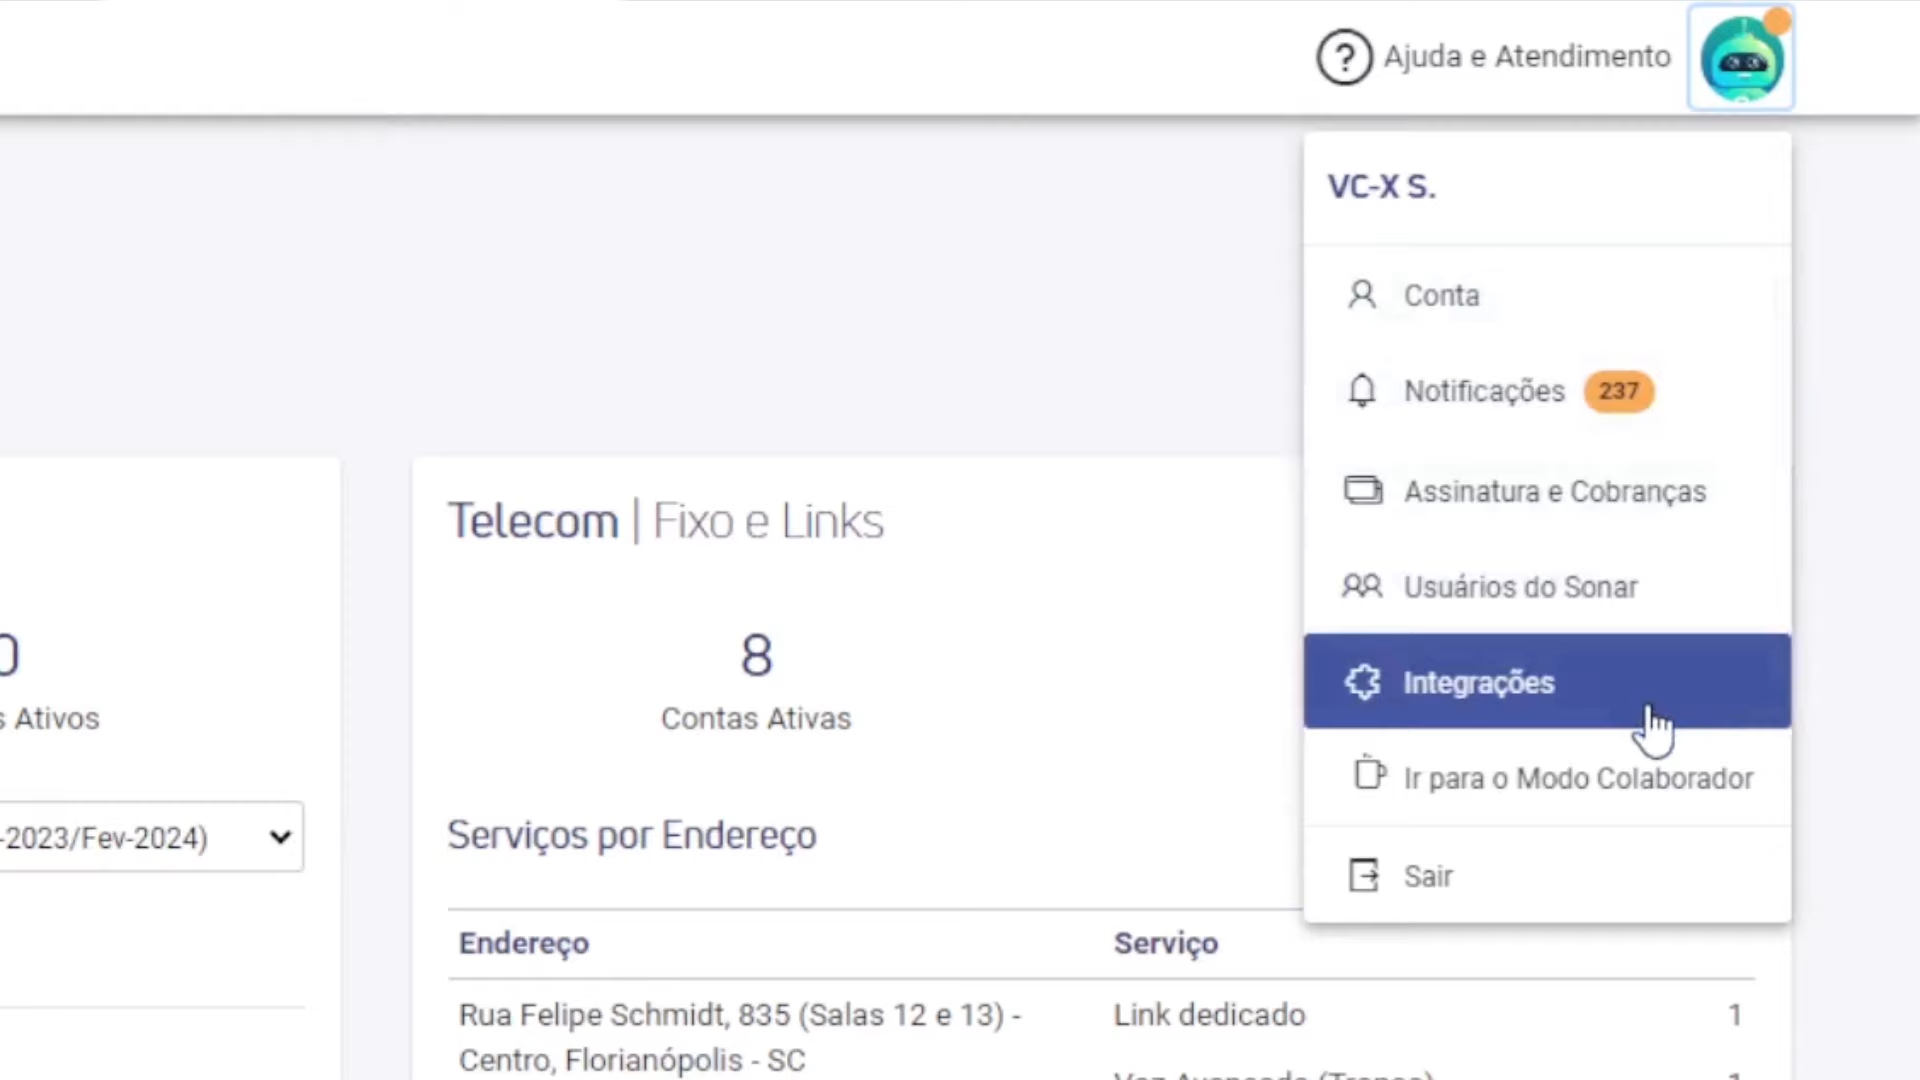 Ajuda e Atendimento
VC-X S.
Conta
Notificações 237
Assinatura e Cobranças
Usuários do Sonar
Integrações
Ir para o Modo Colaborador
Sair
Ativos
-2023/Fev-2024)
Telecom | Fixo e Links
8
Contas Ativas
Serviços por Endereço
Endereço Serviço
Rua Felipe Schmidt, 835 (Salas 12 e 13) - Link dedicado 1
Centro, Florianópolis - SC